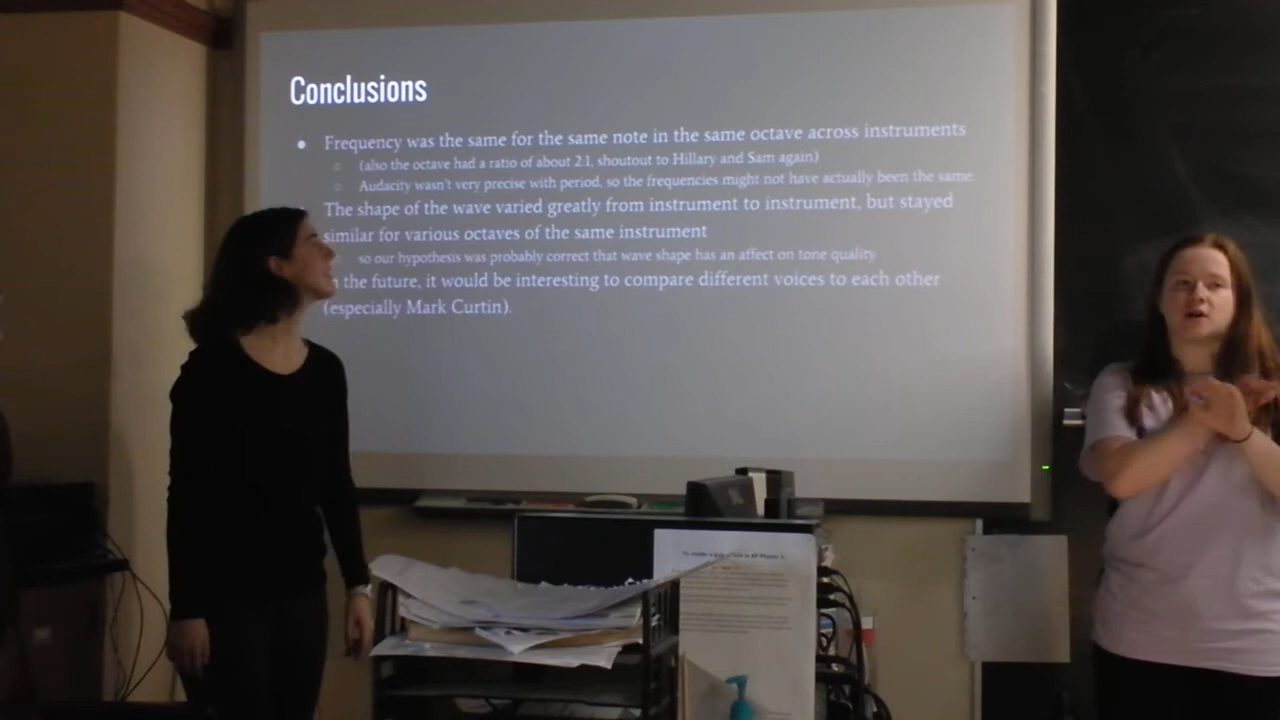 Conclusions
● Frequency was the same for the same note in the same octave across instruments
○ (also the octave had a ratio of about 2:1, shoutout to Hillary and Sam again)
○ Audacity wasn't very precise with period, so the frequencies might not have actually been the same.
The shape of the wave varied greatly from instrument to instrument, but stayed
similar for various octaves of the same instrument
so our hypothesis was probably correct that wave shape has an affect on tone quality
the future, it would be interesting to compare different voices to each other
(especially Mark Curtin).
to AP Physics